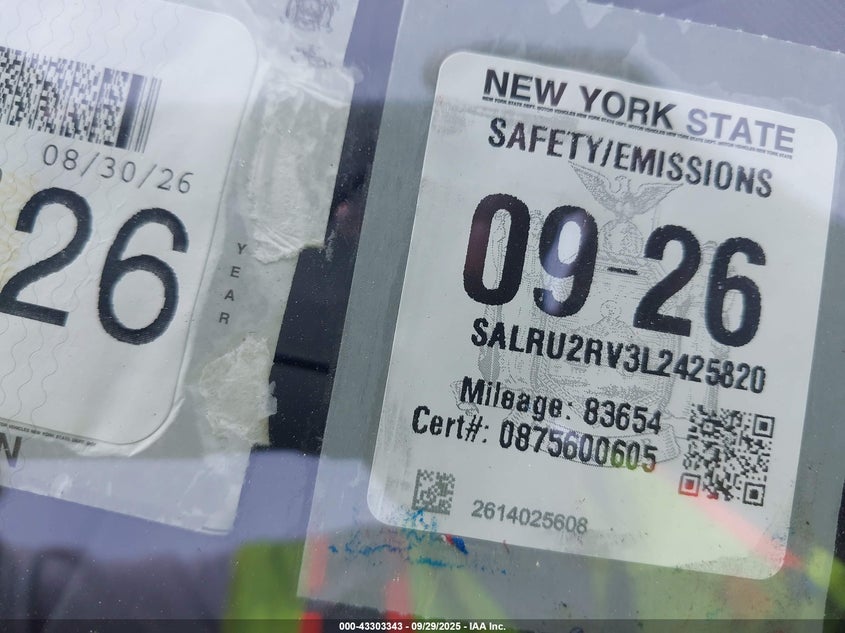 08/30/26
26
YEAR
NEW YORK STATE
SAFETY/EMISSIONS
09-26
SALRU2RV3L2425820
Mileage: 83654
Cert#: 0875600605
2614025608
000-43303343 - 09/29/2025 - IAA Inc.